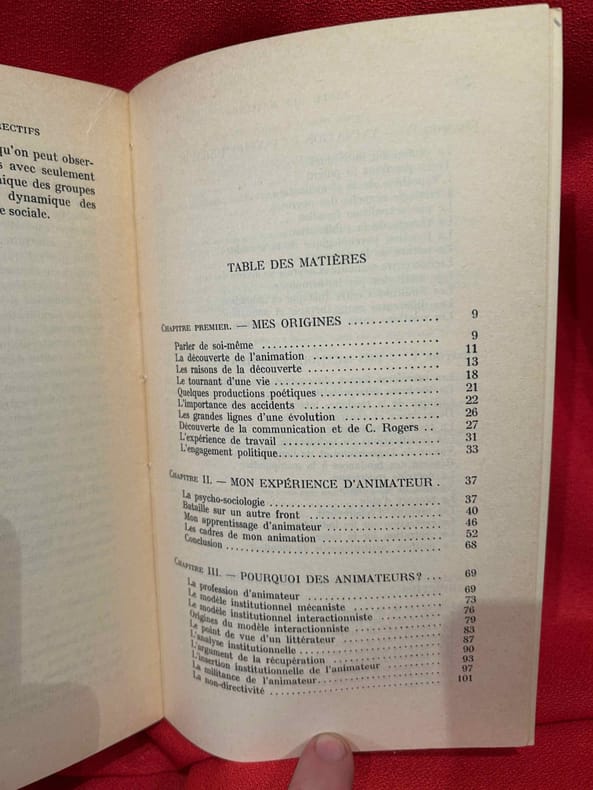 RECTIFS
qu'on peut obser-
s avec seulement
ique des groupes
dynamique des
e sociale.
TABLE DES MATIÈRES
CHAPITRE PREMIER. — MES ORIGINES .............. 9
Parler de soi-même .......................... 9
La découverte de l'animation ................ 11
Les raisons de la découverte ................ 13
Le tournant d'une vie ....................... 18
Quelques productions poétiques .............. 21
L'importance des accidents .................. 22
Les grandes lignes d'une évolution .......... 26
Découverte de la communication et de C. Rogers .. 27
L'expérience de travail ..................... 31
L'engagement politique ...................... 33
CHAPITRE II. — MON EXPÉRIENCE D'ANIMATEUR . 37
La psycho-sociologie ........................ 37
Bataille sur un autre front ................. 40
Mon apprentissage d'animateur ............... 46
Les cadres de mon animation ................. 52
Conclusion .................................. 68
CHAPITRE III. — POURQUOI DES ANIMATEURS? ... 69
La profession d'animateur ................... 69
Le modèle institutionnel mécaniste .......... 73
Le modèle institutionnel interactionniste ... 76
Origines du modèle interactionniste ......... 79
Le point de vue d'un littérateur ............ 83
L'analyse institutionnelle .................. 87
L'argument de la récupération ............... 90
L'insertion institutionnelle de l'animateur . 93
La militance de l'animateur ................. 97
La non-directivité .......................... 101